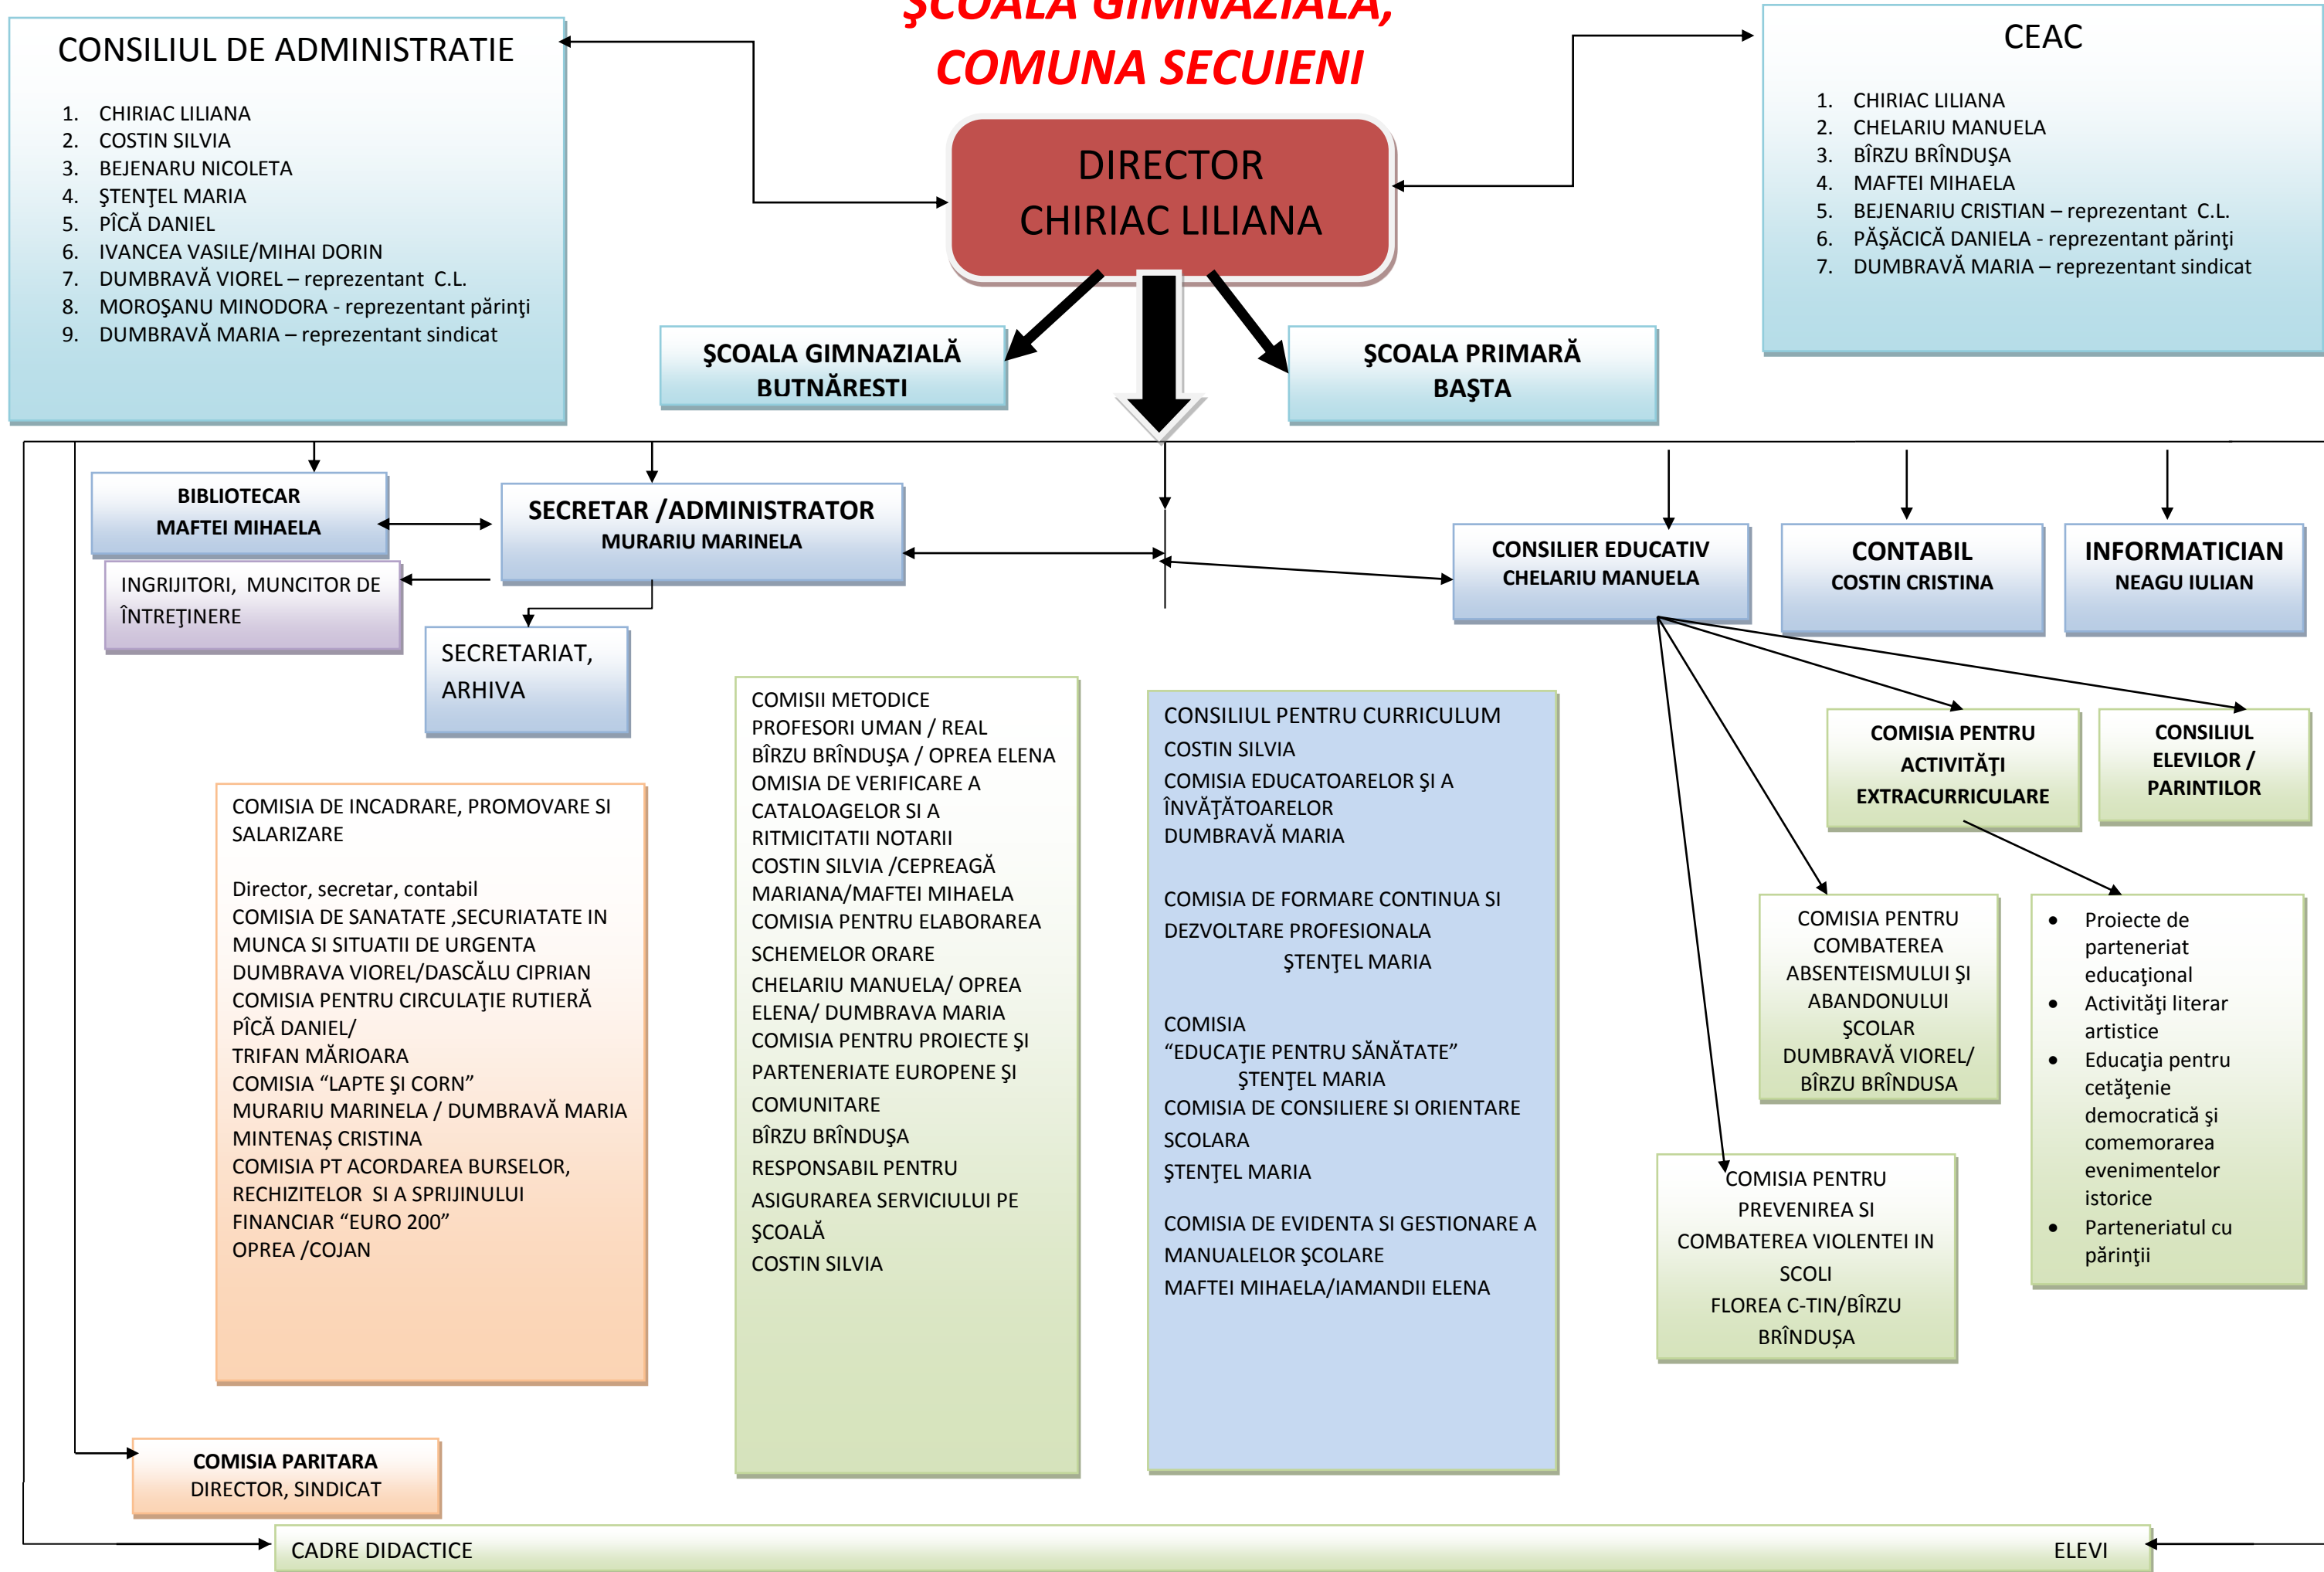 ŞCOALA GIMNAZIALĂ,
COMUNA SECUIENI
CONSILIUL DE ADMINISTRATIE
1. CHIRIAC LILIANA
2. COSTIN SILVIA
3. BEJENARU NICOLETA
4. ŞTENŢEL MARIA
5. PÎCĂ DANIEL
6. IVANCEA VASILE/MIHAI DORIN
7. DUMBRAVĂ VIOREL – reprezentant C.L.
8. MOROŞANU MINODORA - reprezentant părinţi
9. DUMBRAVĂ MARIA – reprezentant sindicat
DIRECTOR
CHIRIAC LILIANA
CEAC
1. CHIRIAC LILIANA
2. CHELARIU MANUELA
3. BÎRZU BRÎNDUŞA
4. MAFTEI MIHAELA
5. BEJENARIU CRISTIAN – reprezentant C.L.
6. PĂŞĂCICĂ DANIELA - reprezentant părinţi
7. DUMBRAVĂ MARIA – reprezentant sindicat
ŞCOALA GIMNAZIALĂ
BUTNĂRESTI
ŞCOALA PRIMARĂ
BAŞTA
BIBLIOTECAR
MAFTEI MIHAELA
SECRETAR /ADMINISTRATOR
MURARIU MARINELA
CONSILIER EDUCATIV
CHELARIU MANUELA
CONTABIL
COSTIN CRISTINA
INFORMATICIAN
NEAGU IULIAN
INGRIJITORI, MUNCITOR DE
ÎNTREŢINERE
SECRETARIAT,
ARHIVA
COMISIA DE INCADRARE, PROMOVARE SI
SALARIZARE
Director, secretar, contabil
COMISIA DE SANATATE ,SECURIATATE IN
MUNCA SI SITUATII DE URGENTA
DUMBRAVA VIOREL/DASCĂLU CIPRIAN
COMISIA PENTRU CIRCULAŢIE RUTIERĂ
PÎCĂ DANIEL/
TRIFAN MĂRIOARA
COMISIA “LAPTE ŞI CORN”
MURARIU MARINELA / DUMBRAVĂ MARIA
MINTENAȘ CRISTINA
COMISIA PT ACORDAREA BURSELOR,
RECHIZITELOR SI A SPRIJINULUI
FINANCIAR “EURO 200”
OPREA /COJAN
COMISII METODICE
PROFESORI UMAN / REAL
BÎRZU BRÎNDUŞA / OPREA ELENA
OMISIA DE VERIFICARE A
CATALOAGELOR SI A
RITMICITATII NOTARII
COSTIN SILVIA /CEPREAGĂ
MARIANA/MAFTEI MIHAELA
COMISIA PENTRU ELABORAREA
SCHEMELOR ORARE
CHELARIU MANUELA/ OPREA
ELENA/ DUMBRAVA MARIA
COMISIA PENTRU PROIECTE ŞI
PARTENERIATE EUROPENE ŞI
COMUNITARE
BÎRZU BRÎNDUŞA
RESPONSABIL PENTRU
ASIGURAREA SERVICIULUI PE
ŞCOALĂ
COSTIN SILVIA
CONSILIUL PENTRU CURRICULUM
COSTIN SILVIA
COMISIA EDUCATOARELOR ŞI A
ÎNVĂŢĂTOARELOR
DUMBRAVĂ MARIA
COMISIA DE FORMARE CONTINUA SI
DEZVOLTARE PROFESIONALA
ŞTENŢEL MARIA
COMISIA
“EDUCAŢIE PENTRU SĂNĂTATE”
ŞTENŢEL MARIA
COMISIA DE CONSILIERE SI ORIENTARE
SCOLARA
ŞTENŢEL MARIA
COMISIA DE EVIDENTA SI GESTIONARE A
MANUALELOR ŞCOLARE
MAFTEI MIHAELA/IAMANDII ELENA
COMISIA PENTRU
ACTIVITĂŢI
EXTRACURRICULARE
CONSILIUL
ELEVILOR /
PARINTILOR
COMISIA PENTRU
COMBATEREA
ABSENTEISMULUI ŞI
ABANDONULUI
ŞCOLAR
DUMBRAVĂ VIOREL/
BÎRZU BRÎNDUSA
• Proiecte de
parteneriat
educaţional
• Activităţi literar
artistice
• Educaţia pentru
cetăţenie
democratică şi
comemorarea
evenimentelor
istorice
• Parteneriatul cu
părinţii
COMISIA PENTRU
PREVENIREA SI
COMBATEREA VIOLENTEI IN
SCOLI
FLOREA C-TIN/BÎRZU
BRÎNDUȘA
COMISIA PARITARA
DIRECTOR, SINDICAT
CADRE DIDACTICE ELEVI